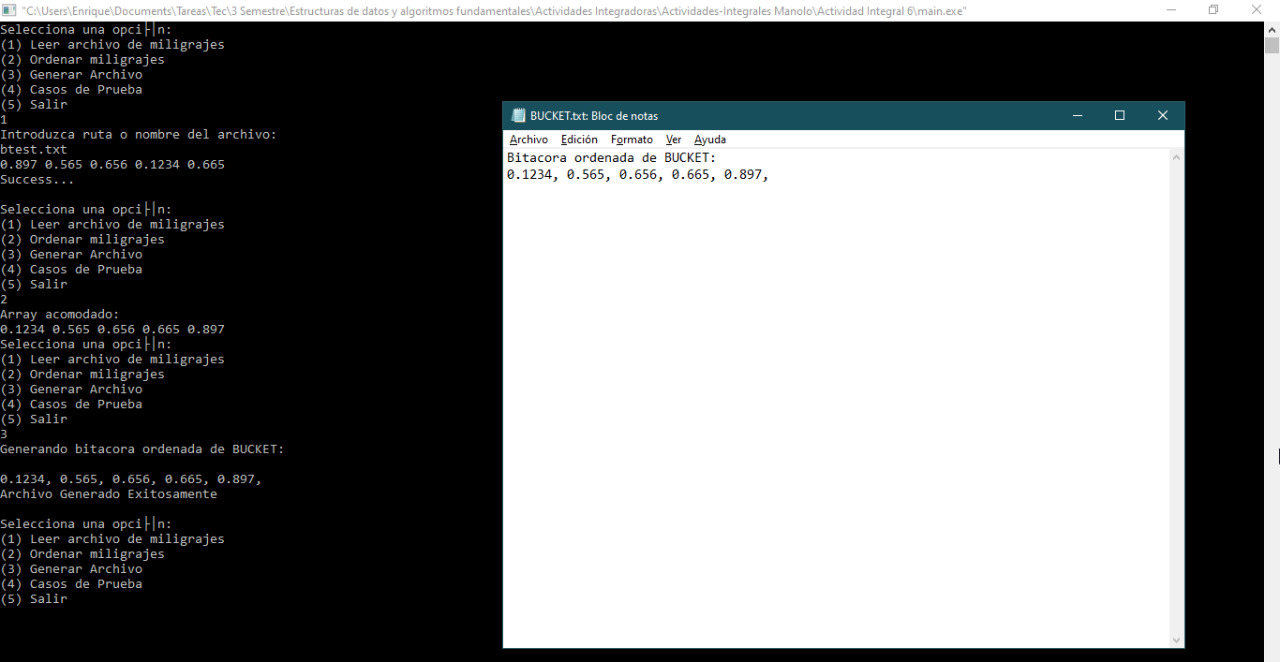 "C:\Users\Enrique\Documents\Tareas\Tec\3 Semestre\Estructuras de datos y algoritmos fundamentales\Actividades Integradoras\Actividades-Integrales Manolo\Actividad Integral 6\main.exe"
Selecciona una opci├│n:
(1) Leer archivo de miligrajes
(2) Ordenar miligrajes
(3) Generar Archivo
(4) Casos de Prueba
(5) Salir
1
Introduzca ruta o nombre del archivo:
btest.txt
0.897 0.565 0.656 0.1234 0.665
Success...
Selecciona una opci├│n:
(1) Leer archivo de miligrajes
(2) Ordenar miligrajes
(3) Generar Archivo
(4) Casos de Prueba
(5) Salir
2
Array acomodado:
0.1234 0.565 0.656 0.665 0.897
Selecciona una opci├│n:
(1) Leer archivo de miligrajes
(2) Ordenar miligrajes
(3) Generar Archivo
(4) Casos de Prueba
(5) Salir
3
Generando bitacora ordenada de BUCKET:
0.1234, 0.565, 0.656, 0.665, 0.897,
Archivo Generado Exitosamente
Selecciona una opci├│n:
(1) Leer archivo de miligrajes
(2) Ordenar miligrajes
(3) Generar Archivo
(4) Casos de Prueba
(5) Salir
BUCKET.txt: Bloc de notas
Archivo Edición Formato Ver Ayuda
Bitacora ordenada de BUCKET:
0.1234, 0.565, 0.656, 0.665, 0.897,